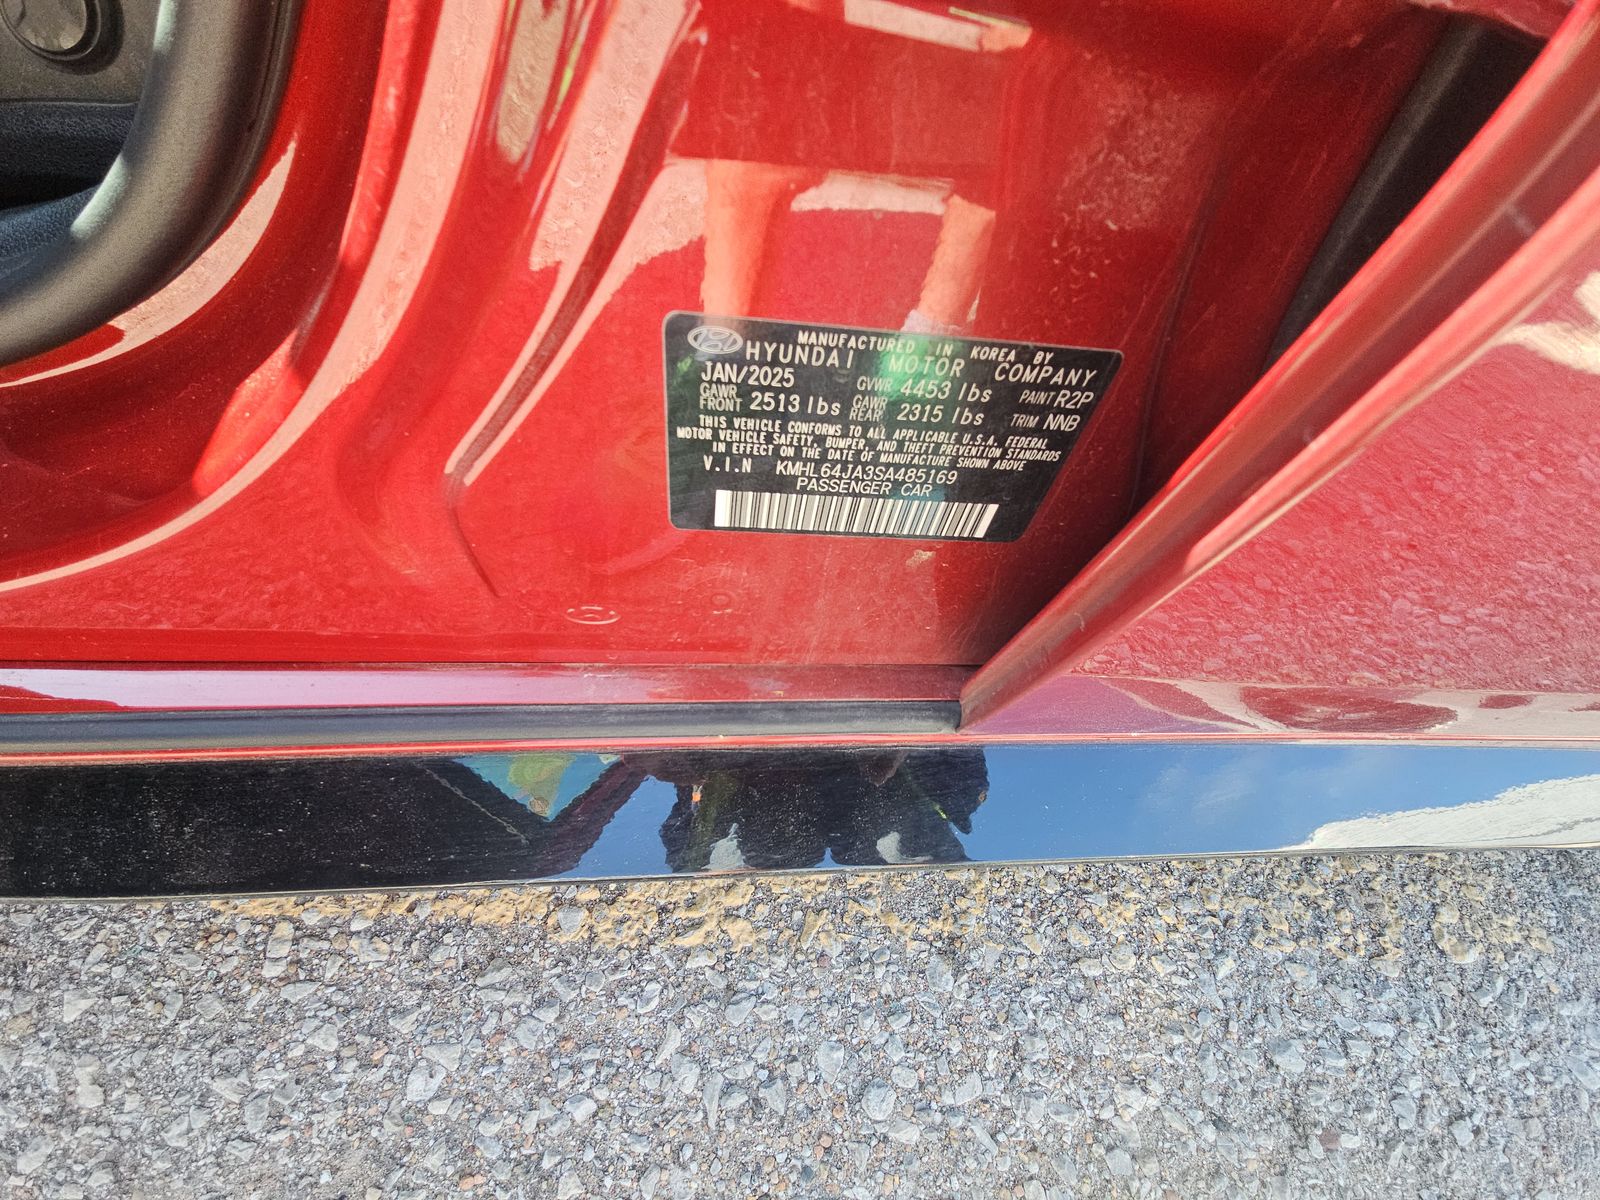 MANUFACTURED IN KOREA BY
HYUNDAI MOTOR COMPANY
JAN/2025 GVWR 4453 lbs PAINT R2P
GAWR FRONT 2513 lbs GAWR REAR 2315 lbs TRIM NNB
THIS VEHICLE CONFORMS TO ALL APPLICABLE U.S.A. FEDERAL
MOTOR VEHICLE SAFETY, BUMPER, AND THEFT PREVENTION STANDARDS
IN EFFECT ON THE DATE OF MANUFACTURE SHOWN ABOVE
V.I.N KMHL64JA3SA485169
PASSENGER CAR